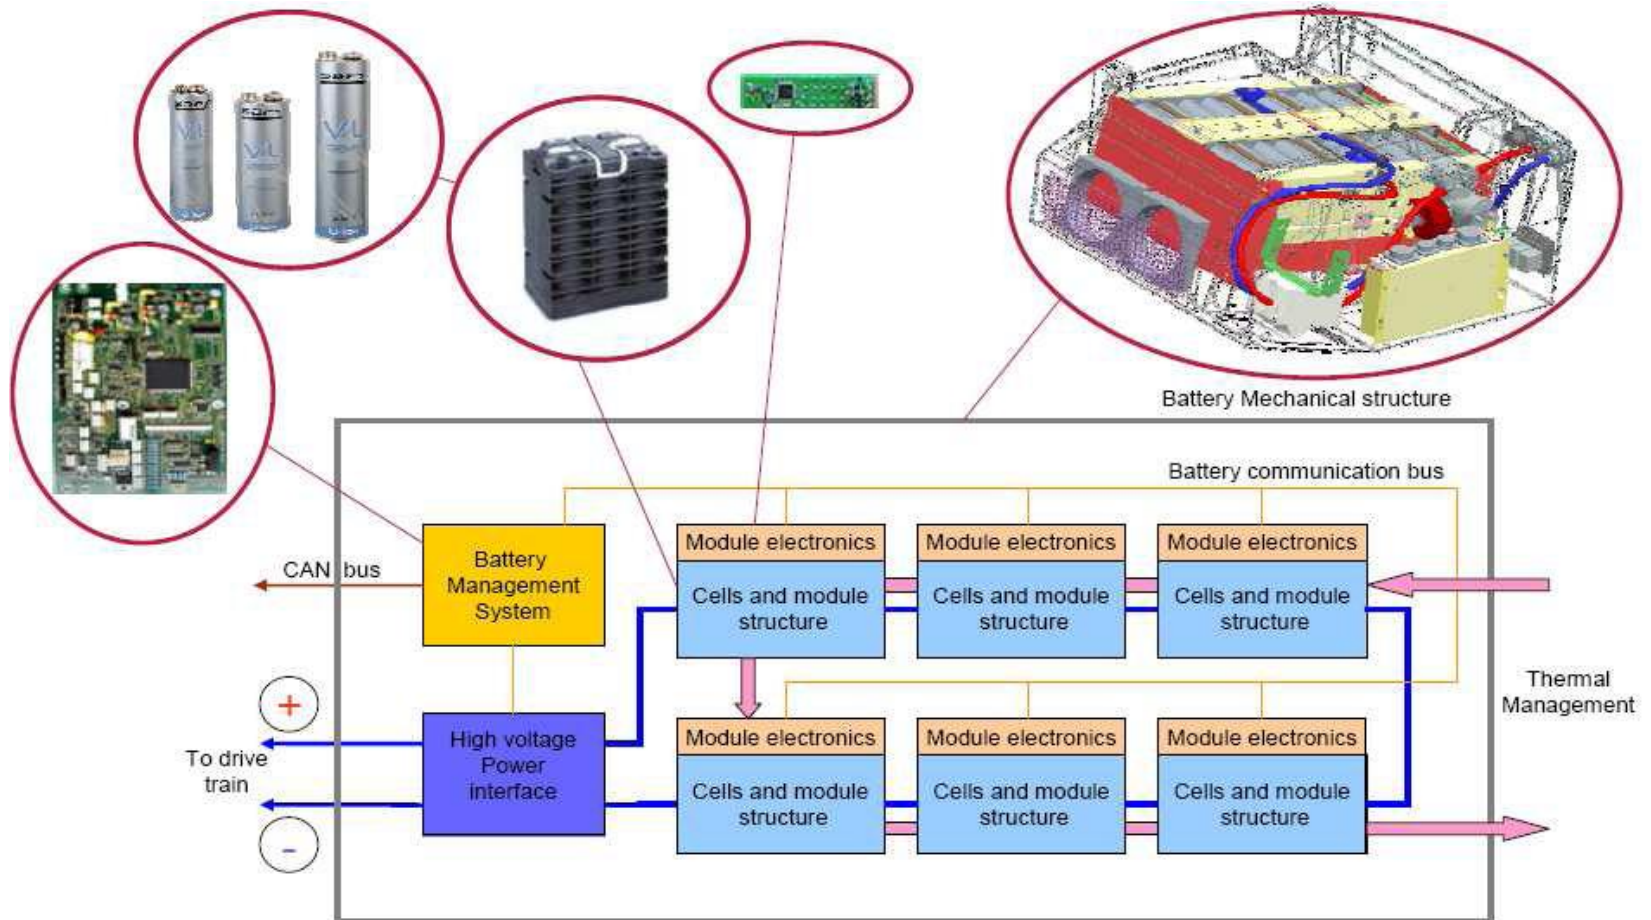 Battery Mechanical structure
Battery communication bus
Battery
Management
System
CAN bus
Module electronics
Module electronics
Module electronics
Cells and module
structure
Cells and module
structure
Cells and module
structure
Thermal
Management
+
-
To drive
train
High voltage
Power
interface
Module electronics
Module electronics
Module electronics
Cells and module
structure
Cells and module
structure
Cells and module
structure